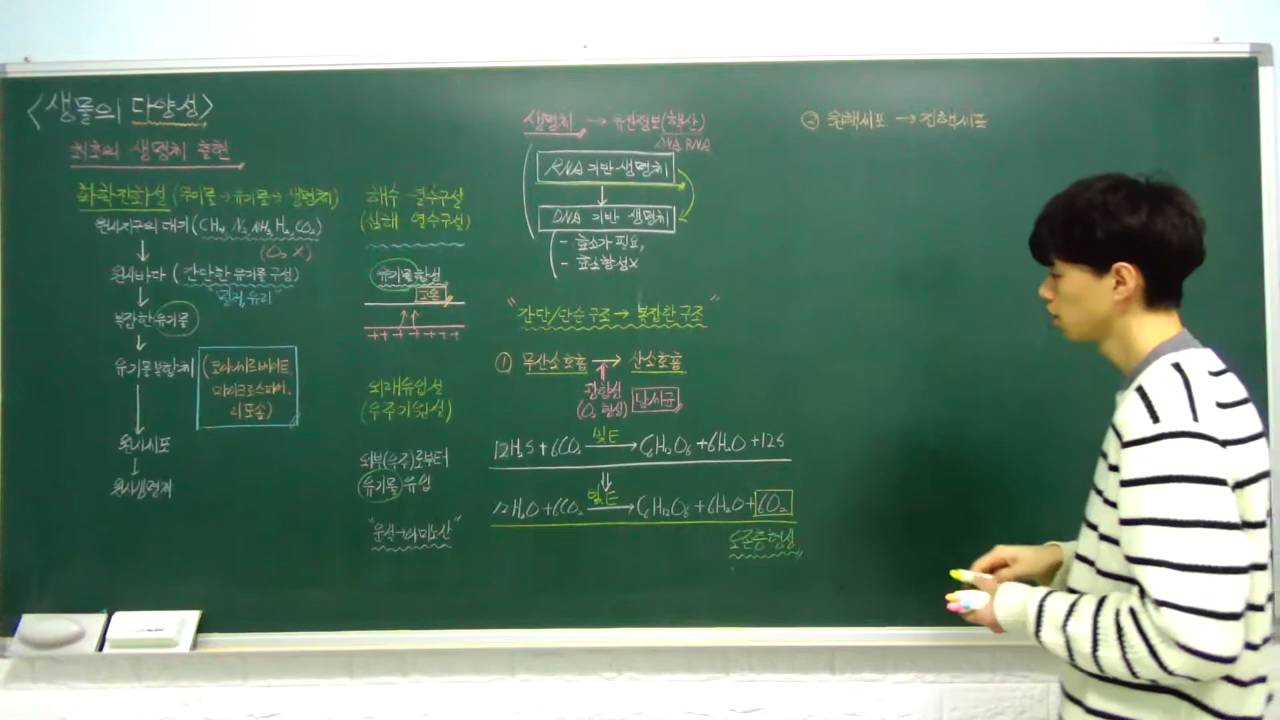 <생물의 다양성>
최초의 생명체 출현
화학진화설 (무기물→유기물→생명체)
원시지구의 대기 (CH₄, N₂, NH₃, H₂, CO₂)
(O₂ X)
↓
원시바다 (간단한 유기물 구성)
"밀러, 유리"
↓
복잡한 유기물
↓
유기물 복합체 (코아세르베이트
마이크로스피어,
리포솜)
↓
원시세포
↓
원시생명체
해수 열수구설
(심해 열수구설)
유기물 합성
고온
외래유입설
(우주기원설)
외부(우주)로부터
유기물 유입
"운석→아미노산"
생명체 → 유전정보(핵산)
DNA, RNA
RNA 기반 생명체
↓
DNA 기반 생명체
- 효소가 필요,
- 효소합성X
"간단/단순 구조 → 복잡한 구조"
① 무산소호흡 → 산소호흡
광합성
(O₂ 형성) 남세균
12H₂S + 6CO₂ 빛E → C₆H₁₂O₆ + 6H₂O + 12S
⇓
12H₂O + 6CO₂ 빛E → C₆H₁₂O₆ + 6H₂O + 6O₂
오존층 형성
② 원핵세포 → 진핵세포